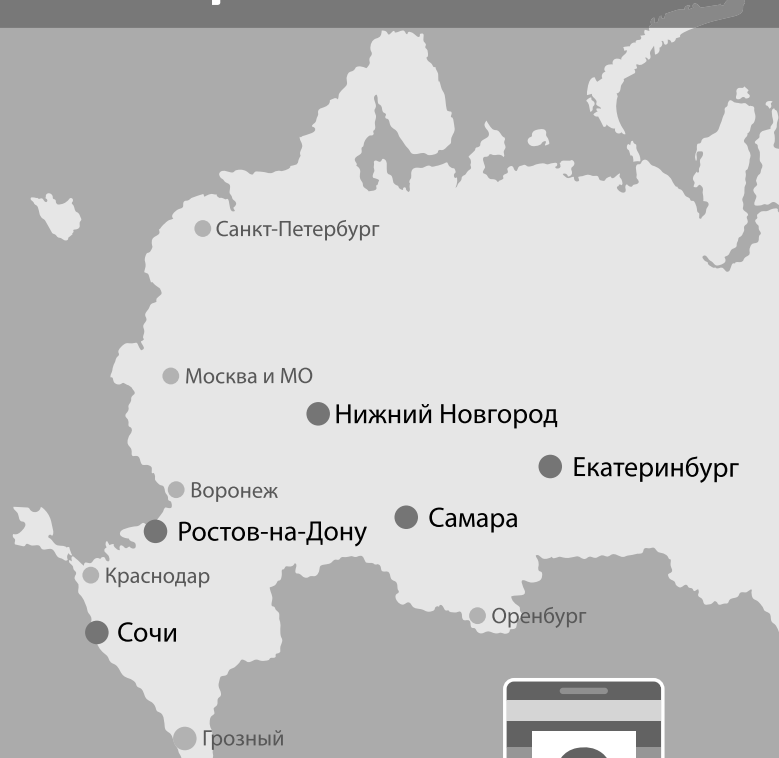 Санкт-Петербург
Москва и МО
Нижний Новгород
Екатеринбург
Воронеж
Самара
Ростов-на-Дону
Краснодар
Оренбург
Сочи
Грозный